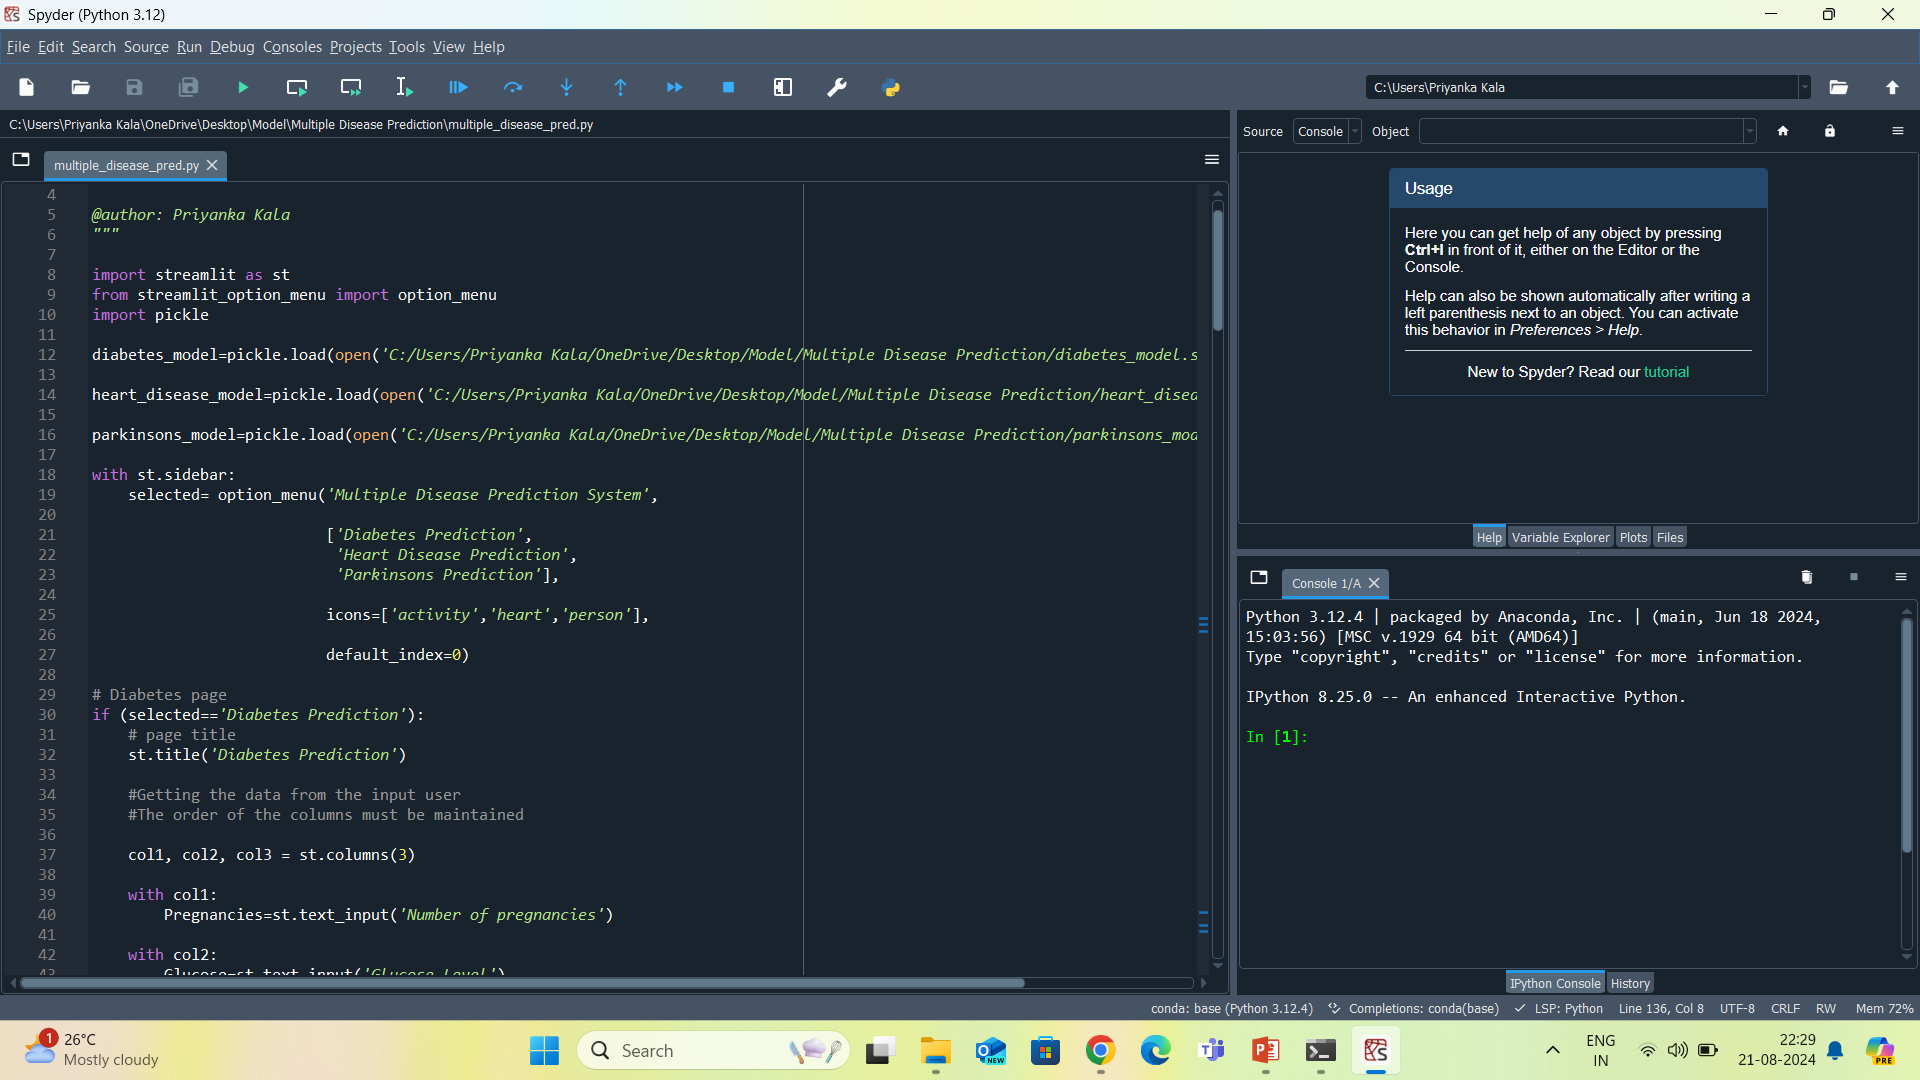 Spyder (Python 3.12)
File Edit Search Source Run Debug Consoles Projects Tools View Help
C:\Users\Priyanka Kala
C:\Users\Priyanka Kala\OneDrive\Desktop\Model\Multiple Disease Prediction\multiple_disease_pred.py
multiple_disease_pred.py
4
5 @author: Priyanka Kala
6 """
7
8 import streamlit as st
9 from streamlit_option_menu import option_menu
10 import pickle
11
12 diabetes_model=pickle.load(open('C:/Users/Priyanka Kala/OneDrive/Desktop/Model/Multiple Disease Prediction/diabetes_model.s
13
14 heart_disease_model=pickle.load(open('C:/Users/Priyanka Kala/OneDrive/Desktop/Model/Multiple Disease Prediction/heart_disea
15
16 parkinsons_model=pickle.load(open('C:/Users/Priyanka Kala/OneDrive/Desktop/Model/Multiple Disease Prediction/parkinsons_mod
17
18 with st.sidebar:
19 selected= option_menu('Multiple Disease Prediction System',
20
21 ['Diabetes Prediction',
22 'Heart Disease Prediction',
23 'Parkinsons Prediction'],
24
25 icons=['activity','heart','person'],
26
27 default_index=0)
28
29 # Diabetes page
30 if (selected=='Diabetes Prediction'):
31 # page title
32 st.title('Diabetes Prediction')
33
34 #Getting the data from the input user
35 #The order of the columns must be maintained
36
37 col1, col2, col3 = st.columns(3)
38
39 with col1:
40 Pregnancies=st.text_input('Number of pregnancies')
41
42 with col2:
43 Glucose=st.text_input('Glucose Level')
Source Console Object
Usage
Here you can get help of any object by pressing
Ctrl+I in front of it, either on the Editor or the
Console.
Help can also be shown automatically after writing a
left parenthesis next to an object. You can activate
this behavior in Preferences > Help.
New to Spyder? Read our tutorial
Help Variable Explorer Plots Files
Console 1/A
Python 3.12.4 | packaged by Anaconda, Inc. | (main, Jun 18 2024,
15:03:56) [MSC v.1929 64 bit (AMD64)]
Type "copyright", "credits" or "license" for more information.
IPython 8.25.0 -- An enhanced Interactive Python.
In [1]:
IPython Console History
conda: base (Python 3.12.4) Completions: conda(base) LSP: Python Line 136, Col 8 UTF-8 CRLF RW Mem 72%
1
26°C
Mostly cloudy
Search
NEW
ENG
IN
22:29
21-08-2024
PRE